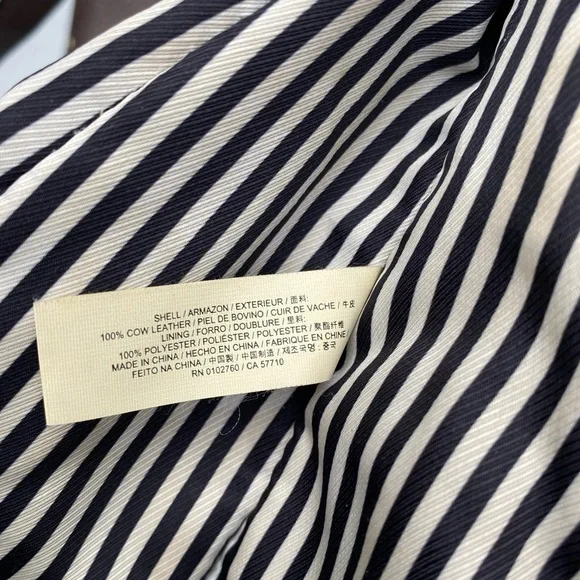 SHELL / ARMAZON / EXTERIEUR / 面料:
100% COW LEATHER / PIEL DE BOVINO / CUIR DE VACHE / 牛皮
LINING / FORRO / DOUBLURE / 里料:
100% POLYESTER / POLIÉSTER / POLYESTER / 聚酯纤维
MADE IN CHINA / HECHO EN CHINA / FABRIQUE EN CHINE
FEITO NA CHINA / 中国製 / 中国制造 / 제조국명 : 중국
RN 0102760 / CA 57710